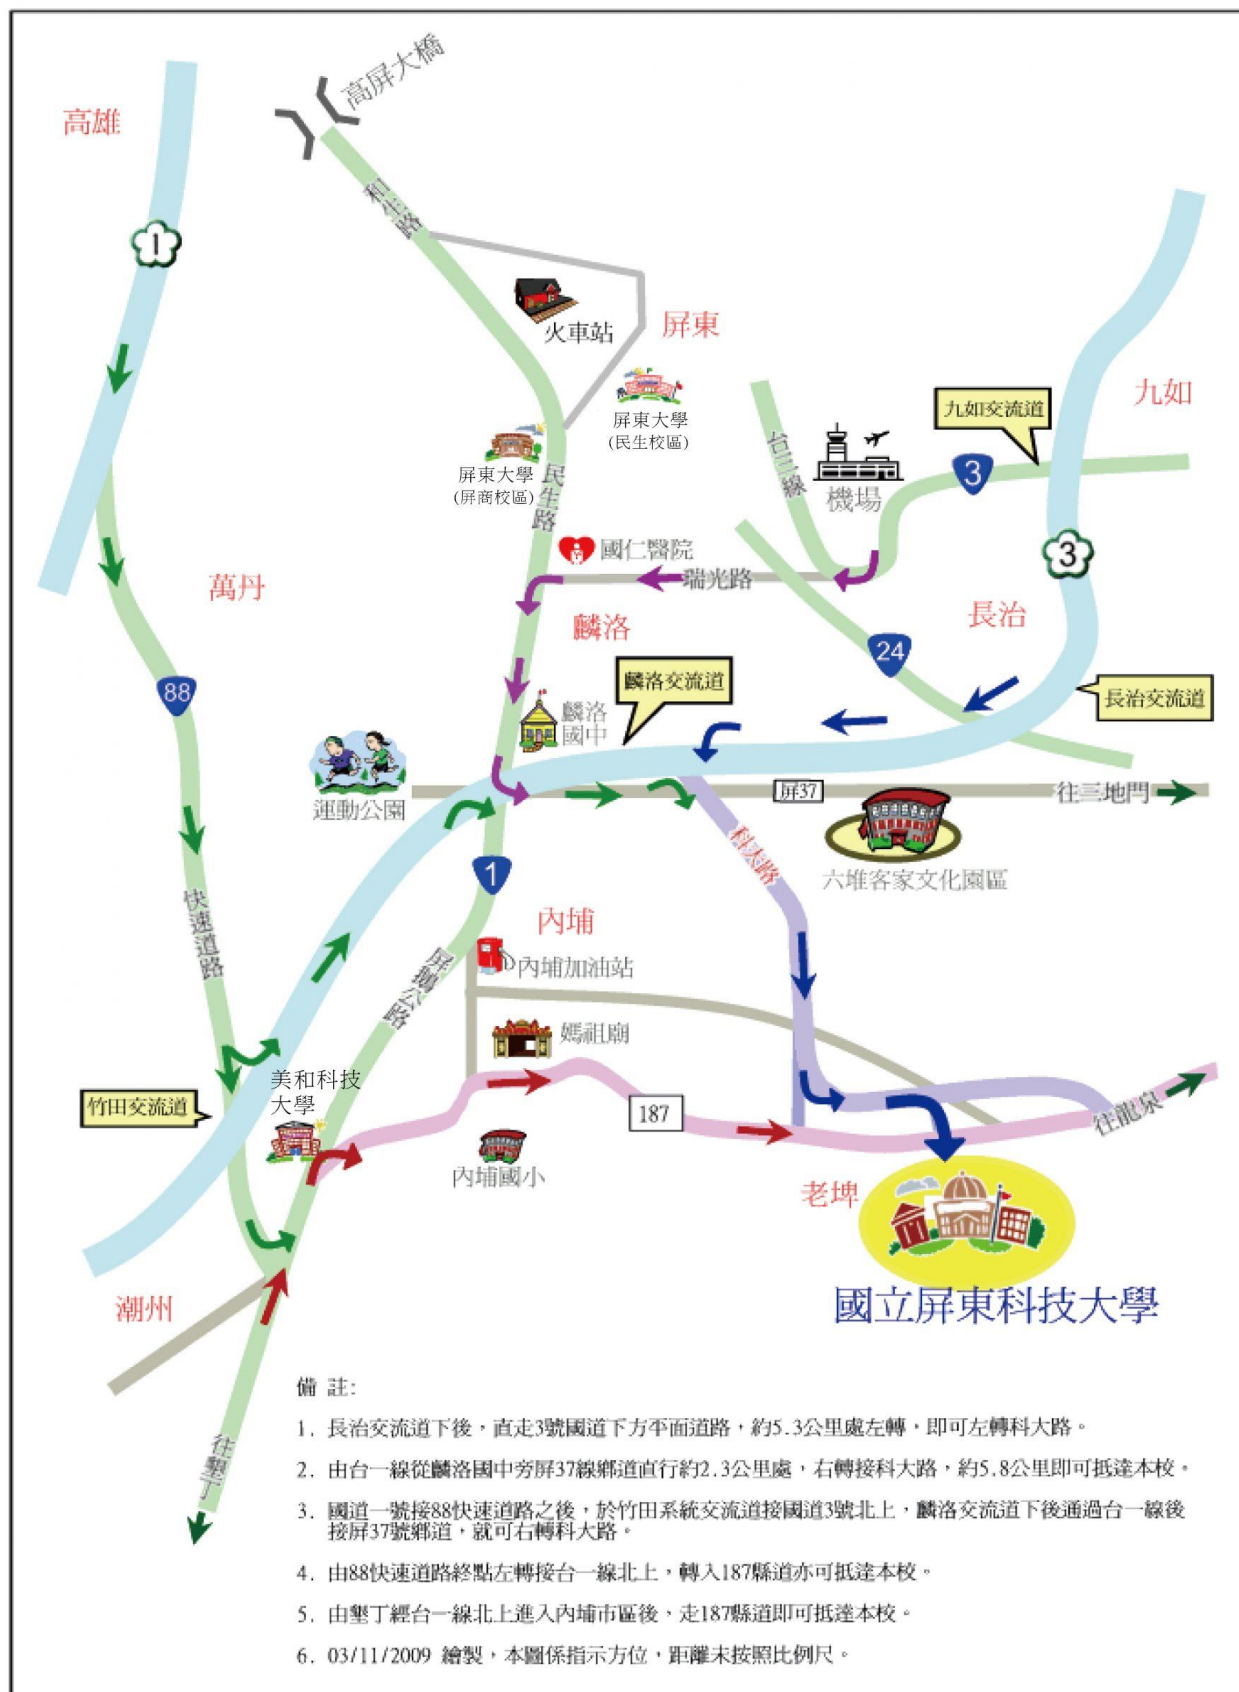 高屏大橋
高雄
1
和生路
火車站
屏東
屏東大學
(民生校區)
屏東大學
(屏商校區)
民生路
台三線
機場
3
九如交流道
九如
3
國仁醫院
瑞光路
萬丹
麟洛
長治
24
88
麟洛交流道
長治交流道
麟洛
國中
運動公園
屏37
往三地門
科大路
六堆客家文化園區
1
快速道路
內埔
屏鵝公路
內埔加油站
媽祖廟
美和科技
大學
竹田交流道
187
往龍泉
內埔國小
老埤
國立屏東科技大學
潮州
往墾丁
備 註:
1. 長治交流道下後，直走3號國道下方平面道路，約5.3公里處左轉，即可左轉科大路。
2. 由台一線從麟洛國中旁屏37線鄉道直行約2.3公里處，右轉接科大路，約5.8公里即可抵達本校。
3. 國道一號接88快速道路之後，於竹田系統交流道接國道3號北上，麟洛交流道下後通過台一線後
接屏37號鄉道，就可右轉科大路。
4. 由88快速道路終點左轉接台一線北上，轉入187縣道亦可抵達本校。
5. 由墾丁經台一線北上進入內埔市區後，走187縣道即可抵達本校。
6. 03/11/2009 繪製，本圖係指示方位，距離未按照比例尺。